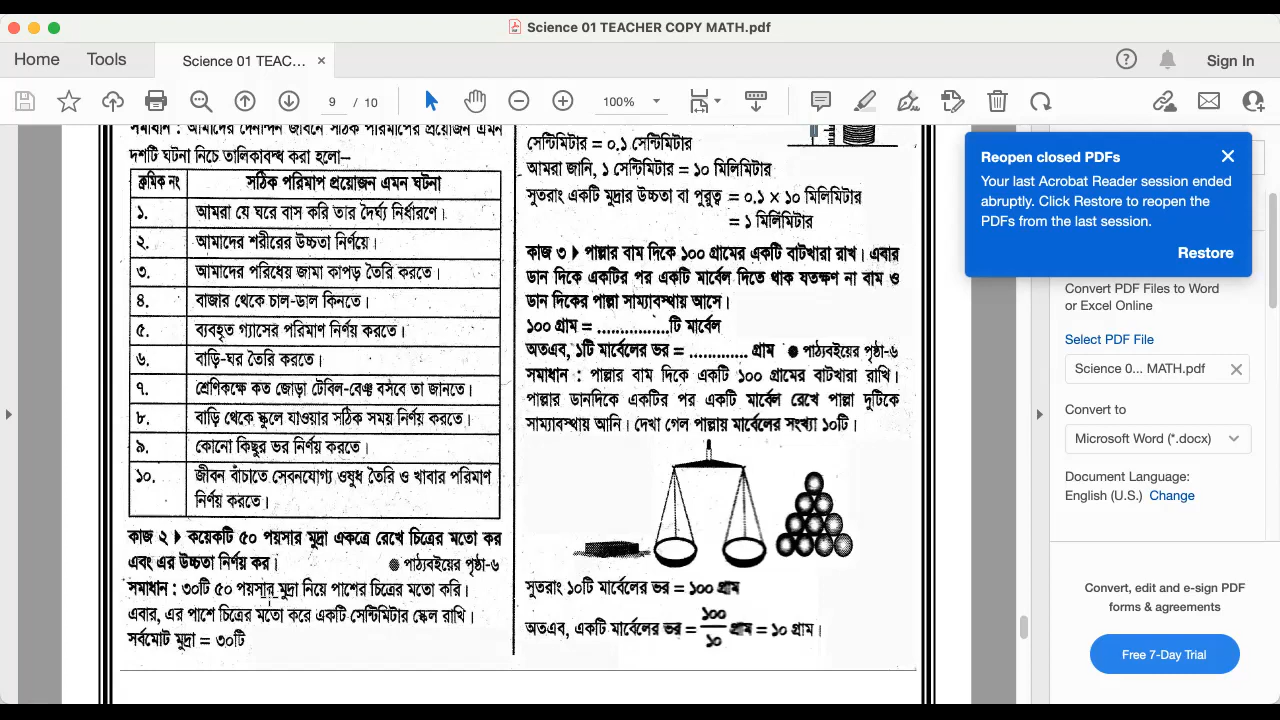 Science 01 TEACHER COPY MATH.pdf
Home Tools Science 01 TEAC... × Sign In
9 / 10 100%
সমাধান : আমাদের দৈনন্দিন জীবনে সঠিক পরিমাপের প্রয়োজন এমন
দশটি ঘটনা নিচে তালিকাবদ্ধ করা হলো–
ক্রমিক নং সঠিক পরিমাপ প্রয়োজন এমন ঘটনা
১. আমরা যে ঘরে বাস করি তার দৈর্ঘ্য নির্ধারণে।
২. আমাদের শরীরের উচ্চতা নির্ণয়ে।
৩. আমাদের পরিধেয় জামা কাপড় তৈরি করতে।
৪. বাজার থেকে চাল-ডাল কিনতে।
৫. ব্যবহৃত গ্যাসের পরিমাণ নির্ণয় করতে।
৬. বাড়ি-ঘর তৈরি করতে।
৭. শ্রেণিকক্ষে কত জোড়া টেবিল-বেঞ্চ বসবে তা জানতে।
৮. বাড়ি থেকে স্কুলে যাওয়ার সঠিক সময় নির্ণয় করতে।
৯. কোনো কিছুর ভর নির্ণয় করতে।
১০. জীবন বাঁচাতে সেবনযোগ্য ওষুধ তৈরি ও খাবার পরিমাণ
নির্ণয় করতে।
কাজ ২ ▶ কয়েকটি ৫০ পয়সার মুদ্রা একত্রে রেখে চিত্রের মতো কর
এবং এর উচ্চতা নির্ণয় কর। ● পাঠ্যবইয়ের পৃষ্ঠা-৬
সমাধান : ৩০টি ৫০ পয়সার মুদ্রা নিয়ে পাশের চিত্রের মতো করি।
এবার, এর পাশে চিত্রের মতো করে একটি সেন্টিমিটার স্কেল রাখি।
সর্বমোট মুদ্রা = ৩০টি
সেন্টিমিটার = ০.১ সেন্টিমিটার
আমরা জানি, ১ সেন্টিমিটার = ১০ মিলিমিটার
সুতরাং একটি মুদ্রার উচ্চতা বা পুরুত্ব = ০.১ × ১০ মিলিমিটার
= ১ মিলিমিটার
কাজ ৩ ▶ পাল্লার বাম দিকে ১০০ গ্রামের একটি বাটখারা রাখ। এবার
ডান দিকে একটির পর একটি মার্বেল দিতে থাক যতক্ষণ না বাম ও
ডান দিকের পাল্লা সাম্যাবস্থায় আসে।
১০০ গ্রাম = ................টি মার্বেল
অতএব, ১টি মার্বেলের ভর = ............. গ্রাম ● পাঠ্যবইয়ের পৃষ্ঠা-৬
সমাধান : পাল্লার বাম দিকে একটি ১০০ গ্রামের বাটখারা রাখি।
পাল্লার ডানদিকে একটির পর একটি মার্বেল রেখে পাল্লা দুটিকে
সাম্যাবস্থায় আনি। দেখা গেল পাল্লায় মার্বেলের সংখ্যা ১০টি।
সুতরাং ১০টি মার্বেলের ভর = ১০০ গ্রাম
অতএব, একটি মার্বেলের ভর = ১০০/১০ গ্রাম = ১০ গ্রাম।
Reopen closed PDFs
Your last Acrobat Reader session ended
abruptly. Click Restore to reopen the
PDFs from the last session.
Restore
Convert PDF Files to Word
or Excel Online
Select PDF File
Science 0... MATH.pdf
Convert to
Microsoft Word (*.docx)
Document Language:
English (U.S.) Change
Convert, edit and e-sign PDF
forms & agreements
Free 7-Day Trial